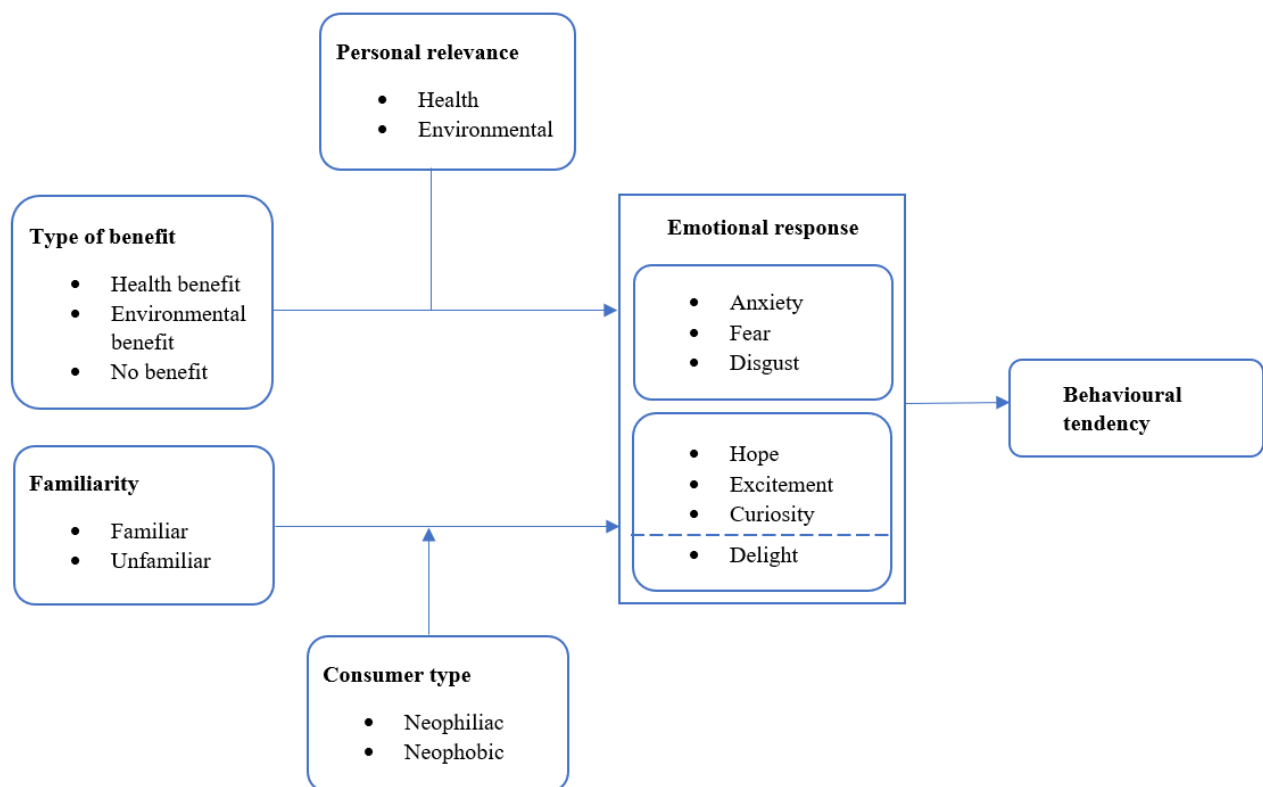 Personal relevance
• Health
• Environmental
Type of benefit
• Health benefit
• Environmental
benefit
• No benefit
Emotional response
• Anxiety
• Fear
• Disgust
• Hope
• Excitement
• Curiosity
• Delight
Behavioural
tendency
Familiarity
• Familiar
• Unfamiliar
Consumer type
• Neophiliac
• Neophobic